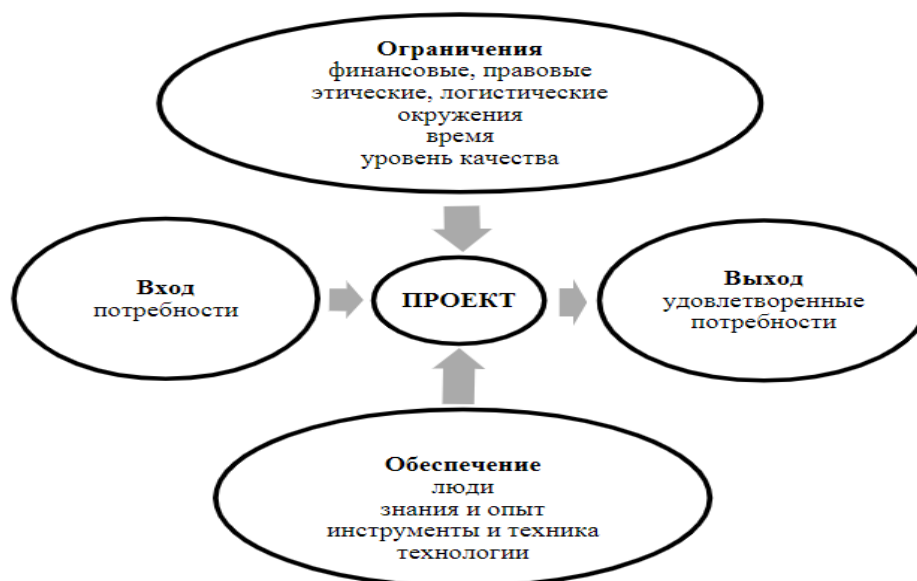 Ограничения
финансовые, правовые
этические, логистические
окружения
время
уровень качества
Вход
потребности
ПРОЕКТ
Выход
удовлетворенные
потребности
Обеспечение
люди
знания и опыт
инструменты и техника
технологии